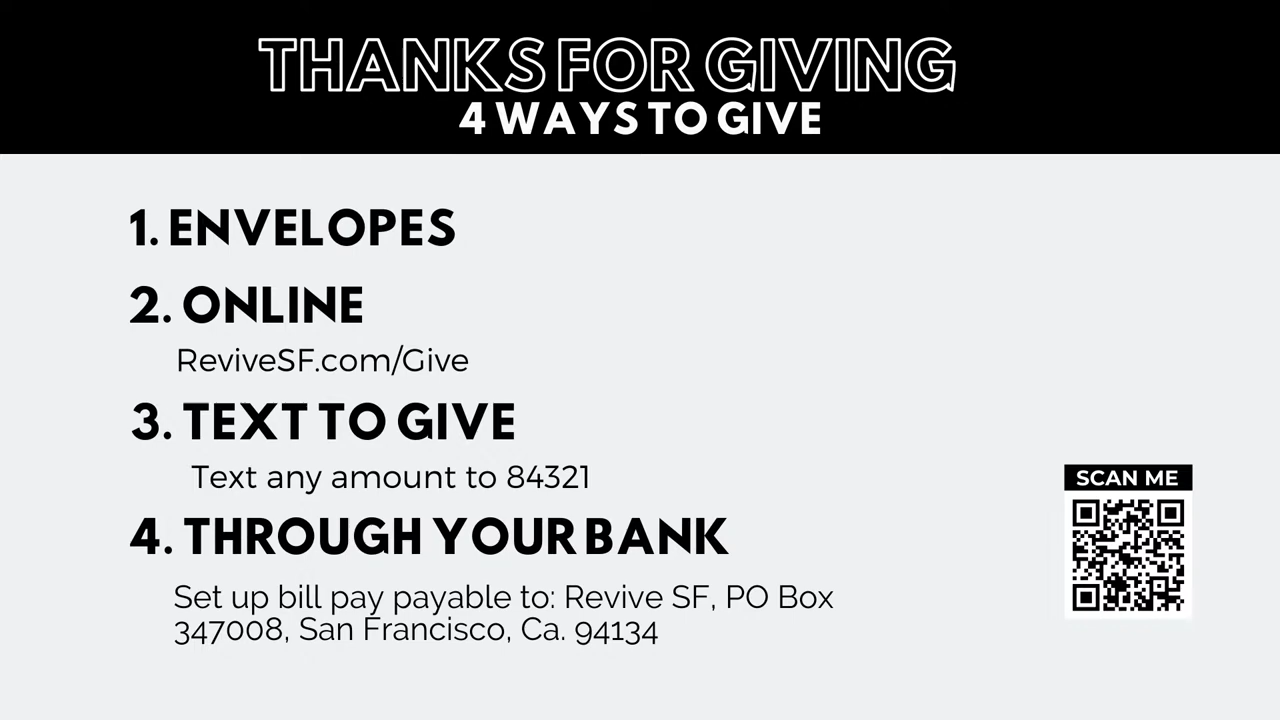 THANKS FOR GIVING
4 WAYS TO GIVE
1. ENVELOPES
2. ONLINE
ReviveSF.com/Give
3. TEXT TO GIVE
Text any amount to 84321
4. THROUGH YOUR BANK
Set up bill pay payable to: Revive SF, PO Box
347008, San Francisco, Ca. 94134
SCAN ME